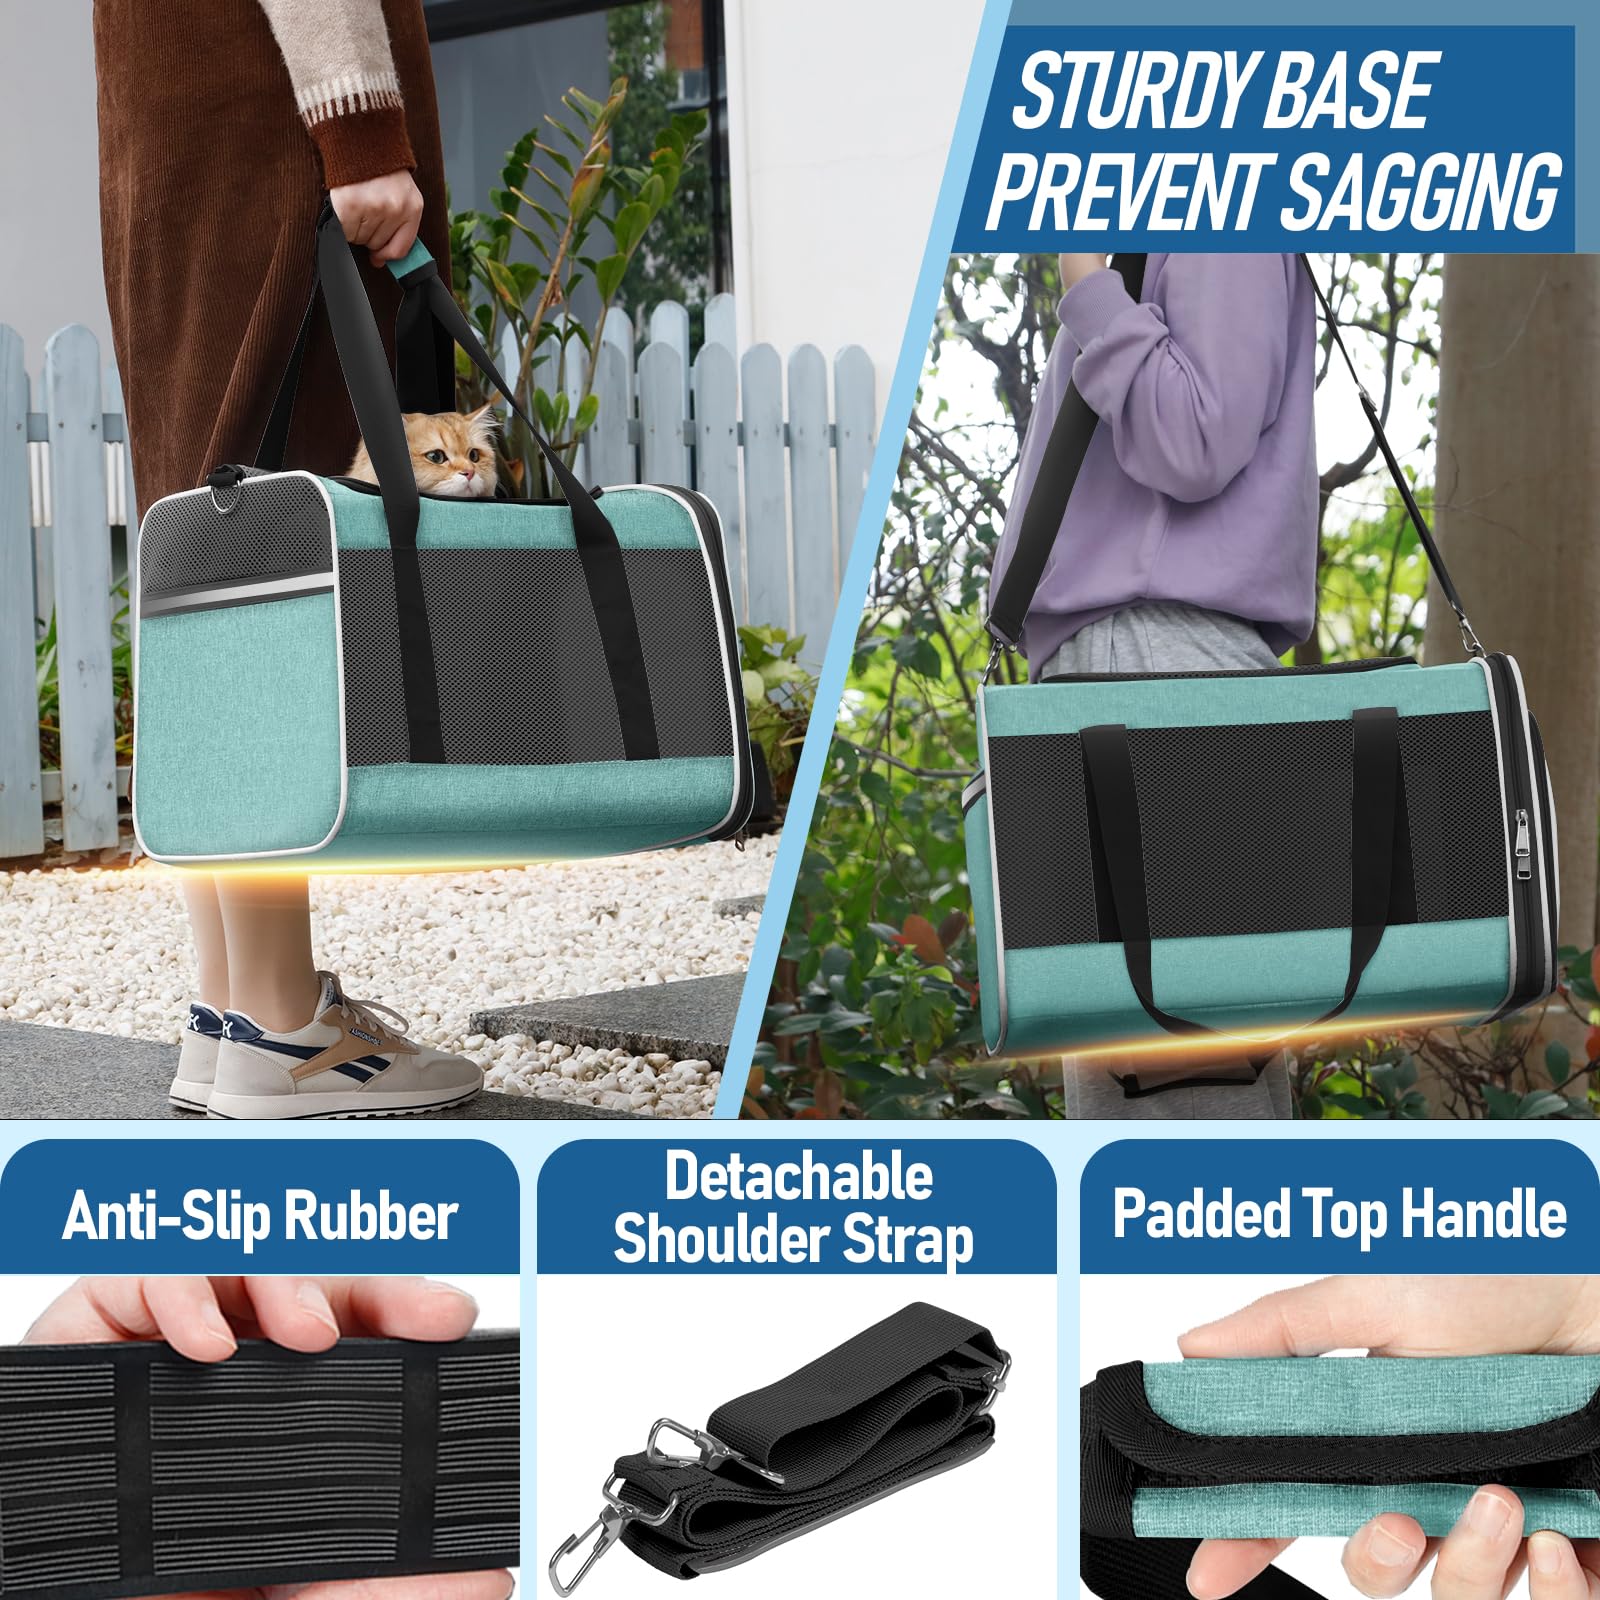 STURDY BASE
PREVENT SAGGING
Anti-Slip Rubber
Detachable
Shoulder Strap
Padded Top Handle